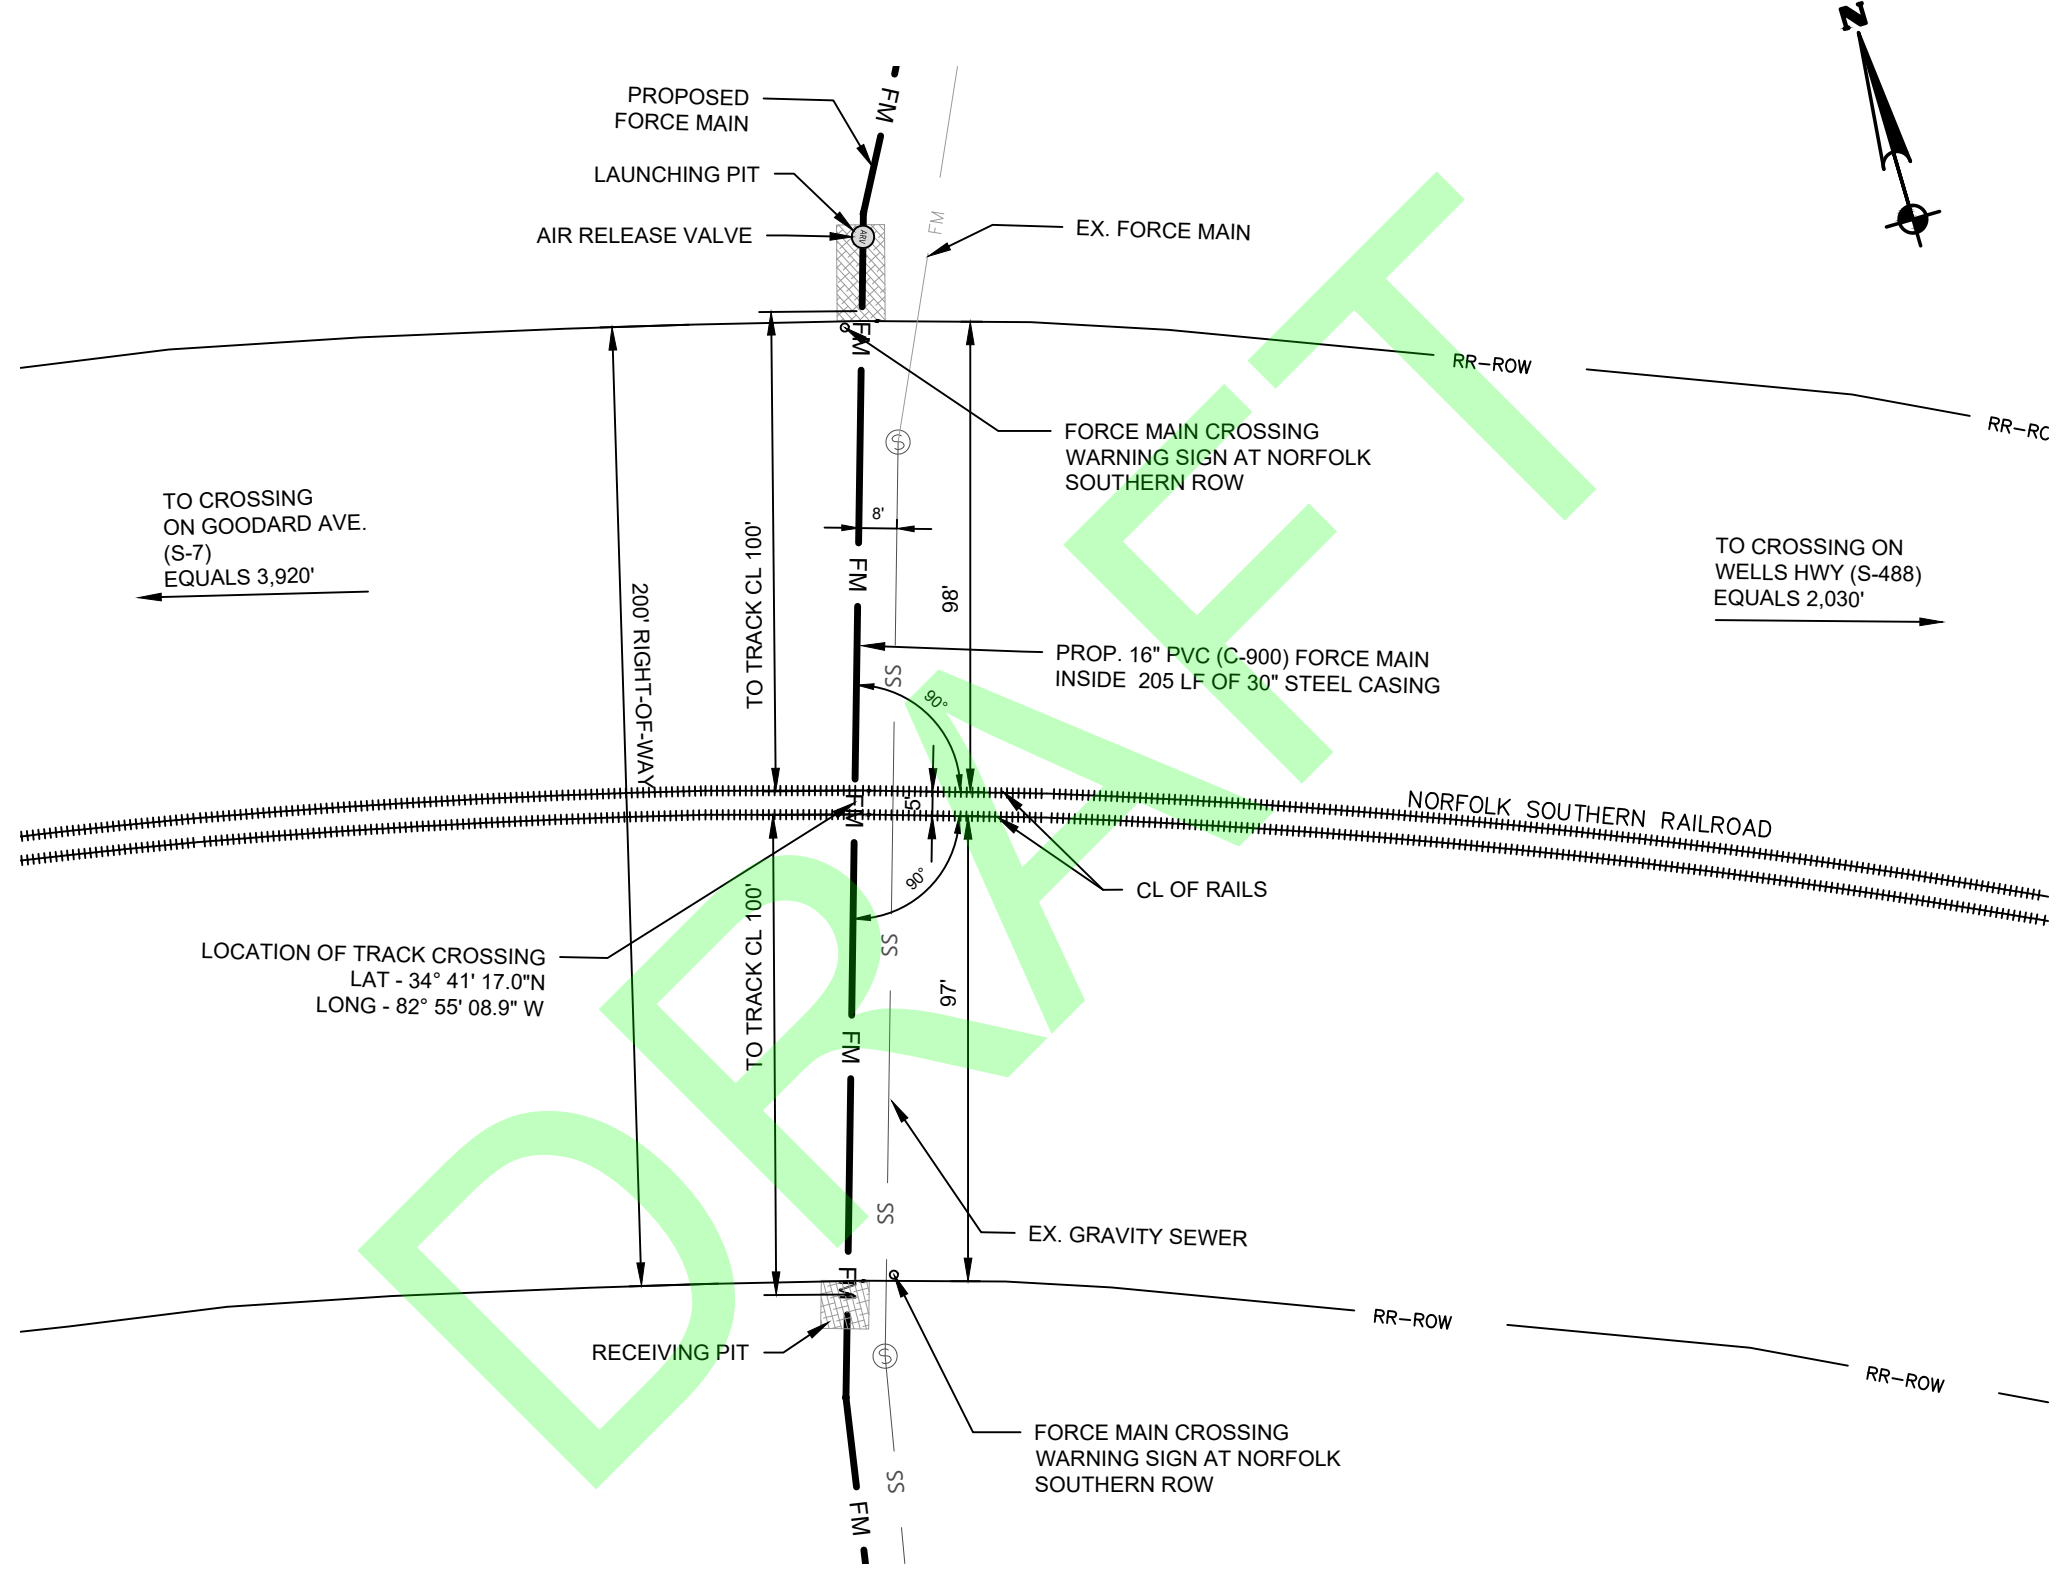 N
PROPOSED
FORCE MAIN
LAUNCHING PIT
AIR RELEASE VALVE
FM
ARV
FM
EX. FORCE MAIN
FM
RR-ROW
RR-RO
FORCE MAIN CROSSING
WARNING SIGN AT NORFOLK
SOUTHERN ROW
TO CROSSING
ON GOODARD AVE.
(S-7)
EQUALS 3,920'
8'
TO TRACK CL 100'
200' RIGHT-OF-WAY
FM
98'
TO CROSSING ON
WELLS HWY (S-488)
EQUALS 2,030'
PROP. 16" PVC (C-900) FORCE MAIN
INSIDE 205 LF OF 30" STEEL CASING
SS
90°
FM
5'
NORFOLK SOUTHERN RAILROAD
90°
CL OF RAILS
TO TRACK CL 100'
SS
97'
LOCATION OF TRACK CROSSING
LAT - 34° 41' 17.0"N
LONG - 82° 55' 08.9" W
FM
SS
EX. GRAVITY SEWER
FM
RR-ROW
RR-ROW
RECEIVING PIT
FORCE MAIN CROSSING
WARNING SIGN AT NORFOLK
SOUTHERN ROW
SS
FM
S
S
DRAFT